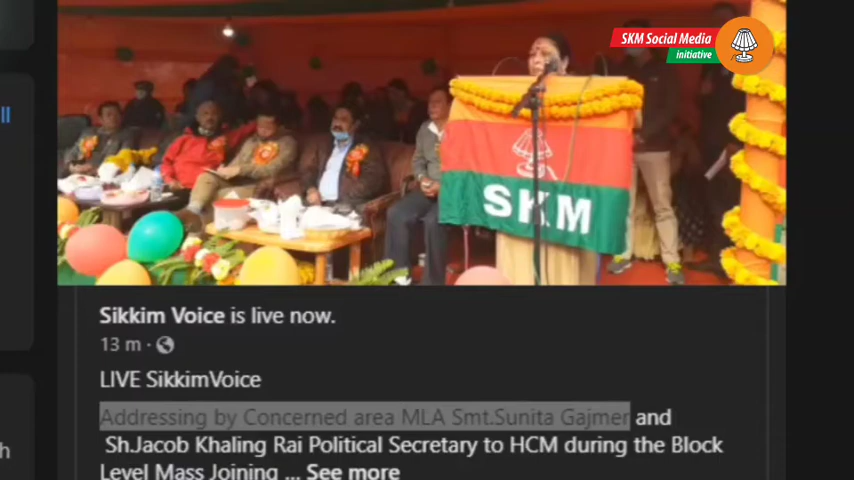 SKM Social Media
initiative
SKM
Sikkim Voice is live now.
13 m ·
LIVE SikkimVoice
Addressing by Concerned area MLA Smt.Sunita Gajmer and
Sh.Jacob Khaling Rai Political Secretary to HCM during the Block
Level Mass Joining ... See more